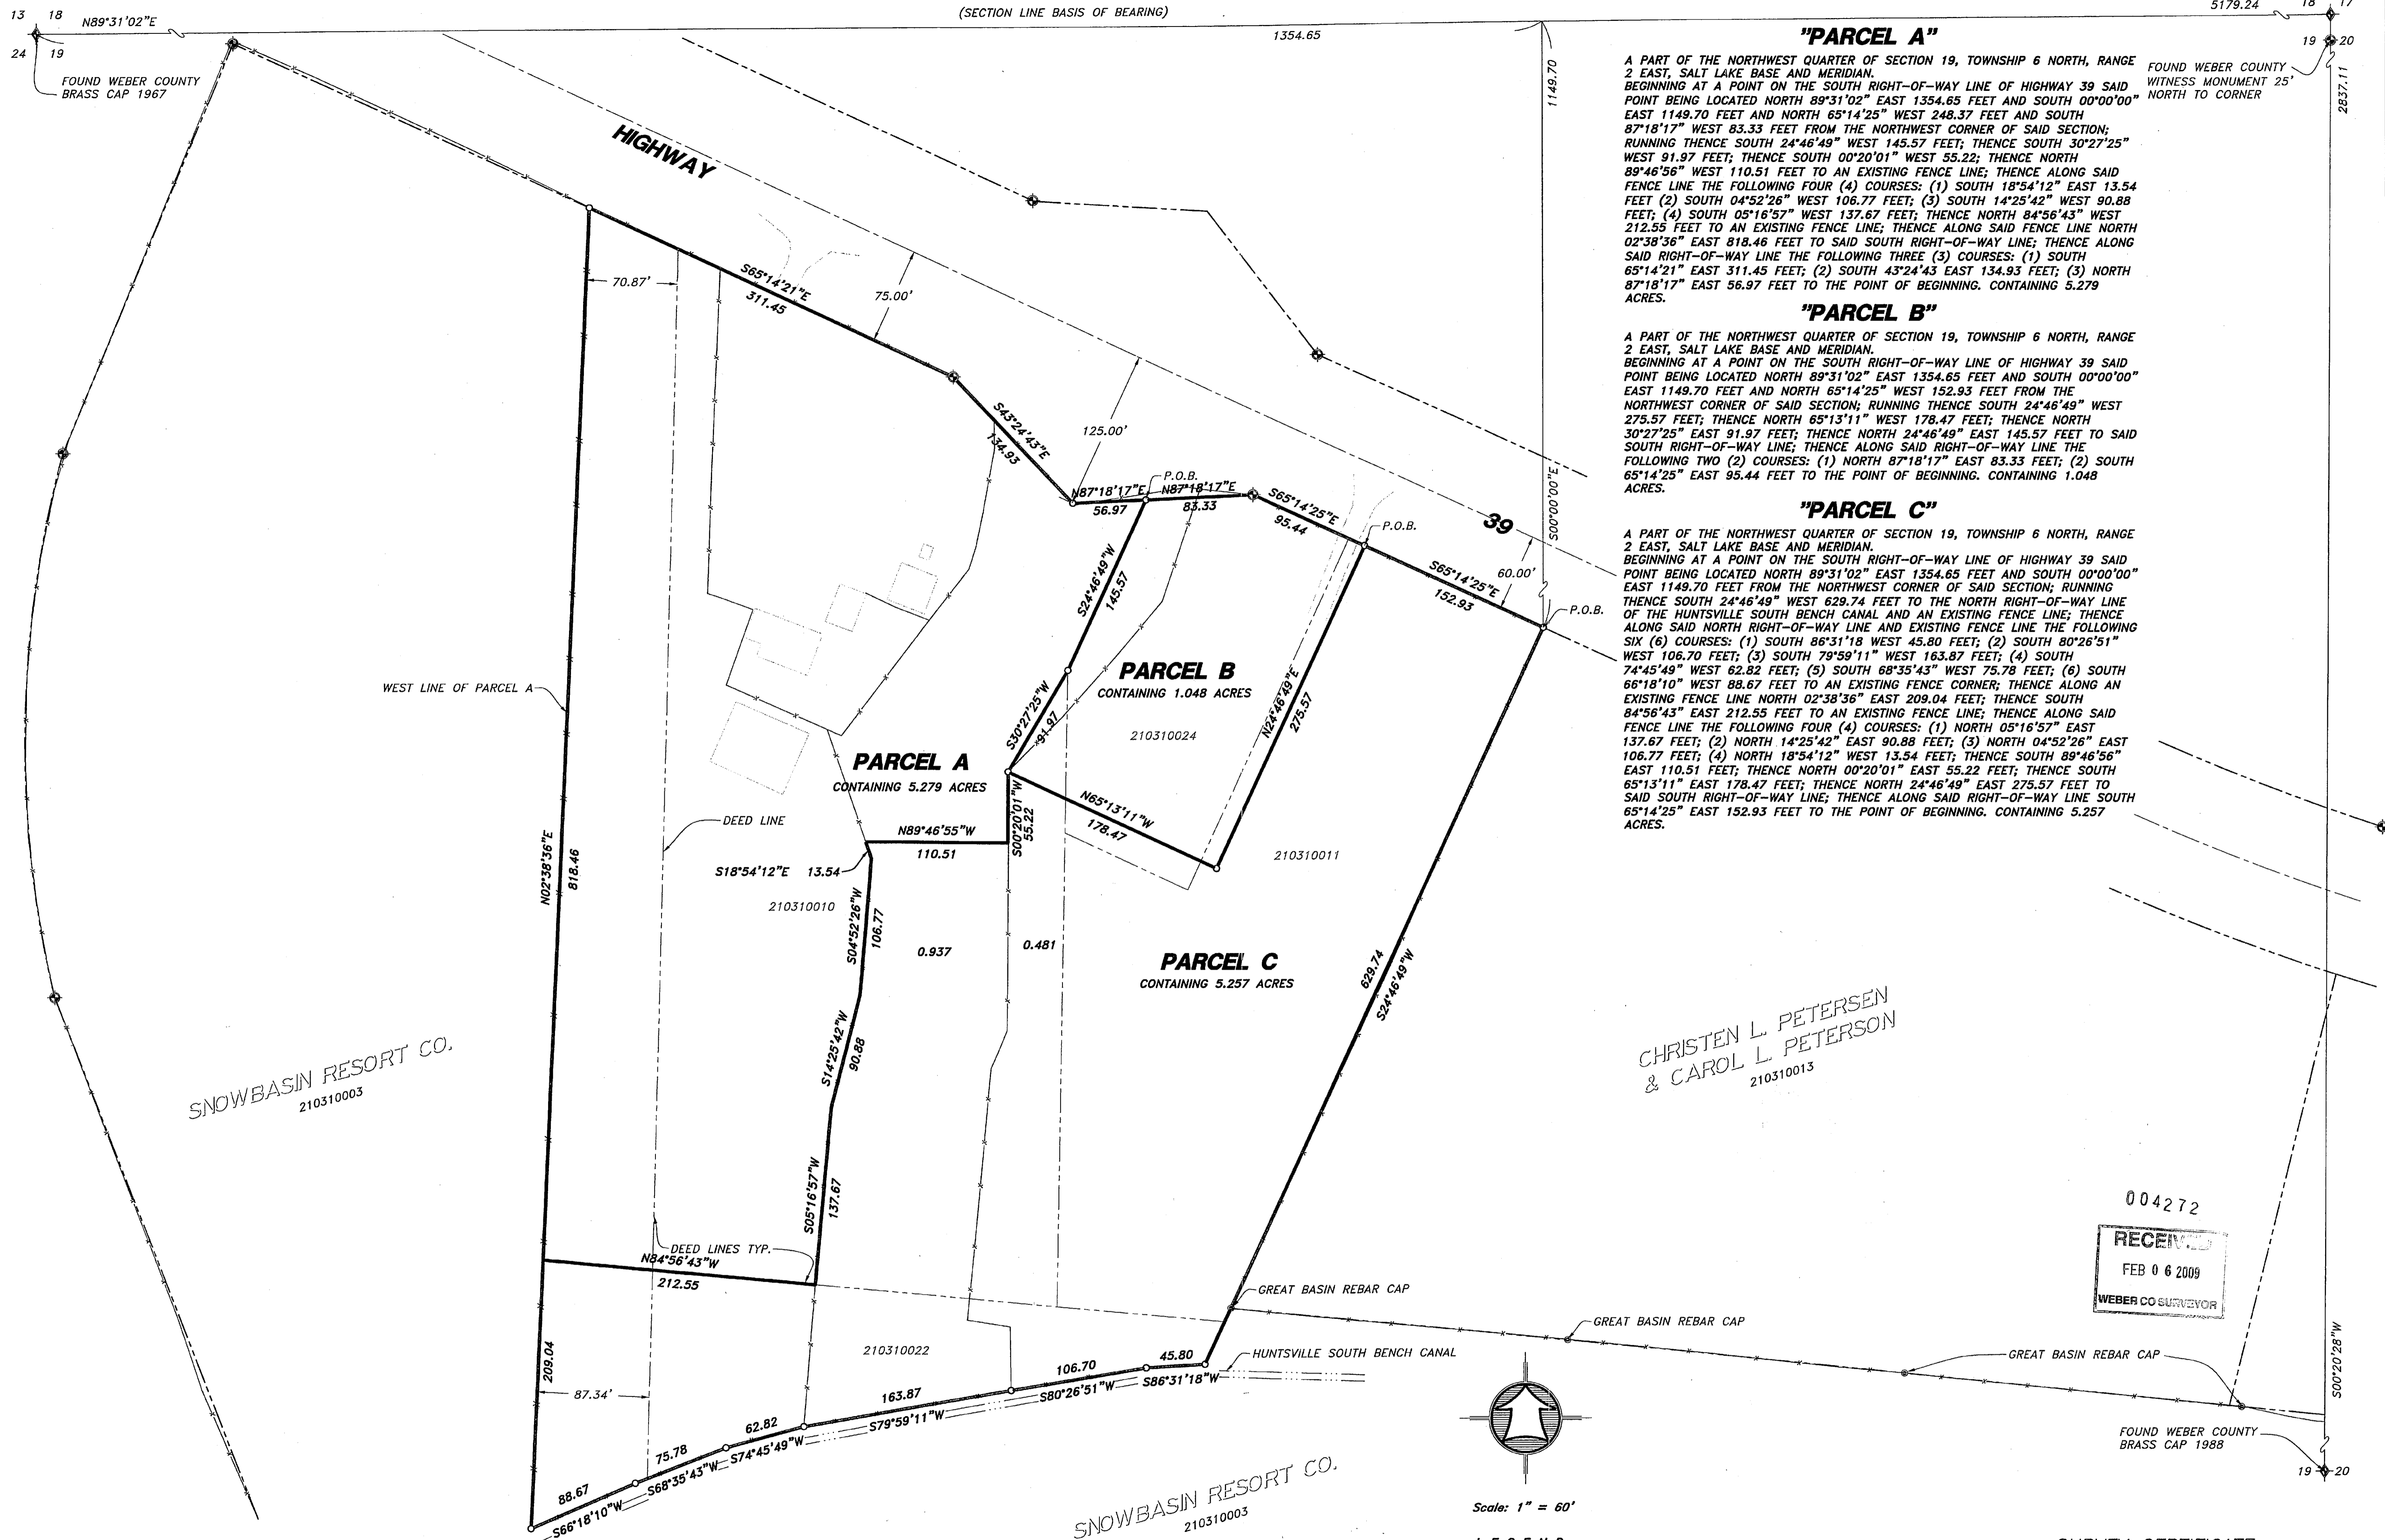 13 18
N89°31'02"E
(SECTION LINE BASIS OF BEARING)
1354.65
5179.24
18 17
24 19
19 20
FOUND WEBER COUNTY
BRASS CAP 1967
FOUND WEBER COUNTY
WITNESS MONUMENT 25'
NORTH TO CORNER
1149.70
2837.11
"PARCEL A"
A PART OF THE NORTHWEST QUARTER OF SECTION 19, TOWNSHIP 6 NORTH, RANGE
2 EAST, SALT LAKE BASE AND MERIDIAN.
BEGINNING AT A POINT ON THE SOUTH RIGHT-OF-WAY LINE OF HIGHWAY 39 SAID
POINT BEING LOCATED NORTH 89°31'02" EAST 1354.65 FEET AND SOUTH 00°00'00"
EAST 1149.70 FEET AND NORTH 65°14'25" WEST 248.37 FEET AND SOUTH
87°18'17" WEST 83.33 FEET FROM THE NORTHWEST CORNER OF SAID SECTION;
RUNNING THENCE SOUTH 24°46'49" WEST 145.57 FEET; THENCE SOUTH 30°27'25"
WEST 91.97 FEET; THENCE SOUTH 00°20'01" WEST 55.22; THENCE NORTH
89°46'56" WEST 110.51 FEET TO AN EXISTING FENCE LINE; THENCE ALONG SAID
FENCE LINE THE FOLLOWING FOUR (4) COURSES: (1) SOUTH 18°54'12" EAST 13.54
FEET (2) SOUTH 04°52'26" WEST 106.77 FEET; (3) SOUTH 14°25'42" WEST 90.88
FEET; (4) SOUTH 05°16'57" WEST 137.67 FEET; THENCE NORTH 84°56'43" WEST
212.55 FEET TO AN EXISTING FENCE LINE; THENCE ALONG SAID FENCE LINE NORTH
02°38'36" EAST 818.46 FEET TO SAID SOUTH RIGHT-OF-WAY LINE; THENCE ALONG
SAID RIGHT-OF-WAY LINE THE FOLLOWING THREE (3) COURSES: (1) SOUTH
65°14'21" EAST 311.45 FEET; (2) SOUTH 43°24'43 EAST 134.93 FEET; (3) NORTH
87°18'17" EAST 56.97 FEET TO THE POINT OF BEGINNING. CONTAINING 5.279
ACRES.
"PARCEL B"
A PART OF THE NORTHWEST QUARTER OF SECTION 19, TOWNSHIP 6 NORTH, RANGE
2 EAST, SALT LAKE BASE AND MERIDIAN.
BEGINNING AT A POINT ON THE SOUTH RIGHT-OF-WAY LINE OF HIGHWAY 39 SAID
POINT BEING LOCATED NORTH 89°31'02" EAST 1354.65 FEET AND SOUTH 00°00'00"
EAST 1149.70 FEET AND NORTH 65°14'25" WEST 152.93 FEET FROM THE
NORTHWEST CORNER OF SAID SECTION; RUNNING THENCE SOUTH 24°46'49" WEST
275.57 FEET; THENCE NORTH 65°13'11" WEST 178.47 FEET; THENCE NORTH
30°27'25" EAST 91.97 FEET; THENCE NORTH 24°46'49" EAST 145.57 FEET TO SAID
SOUTH RIGHT-OF-WAY LINE; THENCE ALONG SAID RIGHT-OF-WAY LINE THE
FOLLOWING TWO (2) COURSES: (1) NORTH 87°18'17" EAST 83.33 FEET; (2) SOUTH
65°14'25" EAST 95.44 FEET TO THE POINT OF BEGINNING. CONTAINING 1.048
ACRES.
"PARCEL C"
A PART OF THE NORTHWEST QUARTER OF SECTION 19, TOWNSHIP 6 NORTH, RANGE
2 EAST, SALT LAKE BASE AND MERIDIAN.
BEGINNING AT A POINT ON THE SOUTH RIGHT-OF-WAY LINE OF HIGHWAY 39 SAID
POINT BEING LOCATED NORTH 89°31'02" EAST 1354.65 FEET AND SOUTH 00°00'00"
EAST 1149.70 FEET FROM THE NORTHWEST CORNER OF SAID SECTION; RUNNING
THENCE SOUTH 24°46'49" WEST 629.74 FEET TO THE NORTH RIGHT-OF-WAY LINE
OF THE HUNTSVILLE SOUTH BENCH CANAL AND AN EXISTING FENCE LINE; THENCE
ALONG SAID NORTH RIGHT-OF-WAY LINE AND EXISTING FENCE LINE THE FOLLOWING
SIX (6) COURSES: (1) SOUTH 86°31'18 WEST 45.80 FEET; (2) SOUTH 80°26'51"
WEST 106.70 FEET; (3) SOUTH 79°59'11" WEST 163.87 FEET; (4) SOUTH
74°45'49" WEST 62.82 FEET; (5) SOUTH 68°35'43" WEST 75.78 FEET; (6) SOUTH
66°18'10" WEST 88.67 FEET TO AN EXISTING FENCE CORNER; THENCE ALONG AN
EXISTING FENCE LINE NORTH 02°38'36" EAST 209.04 FEET; THENCE SOUTH
84°56'43" EAST 212.55 FEET TO AN EXISTING FENCE LINE; THENCE ALONG SAID
FENCE LINE THE FOLLOWING FOUR (4) COURSES: (1) NORTH 05°16'57" EAST
137.67 FEET; (2) NORTH 14°25'42" EAST 90.88 FEET; (3) NORTH 04°52'26" EAST
106.77 FEET; (4) NORTH 18°54'12" WEST 13.54 FEET; THENCE SOUTH 89°46'56"
EAST 110.51 FEET; THENCE NORTH 00°20'01" EAST 55.22 FEET; THENCE SOUTH
65°13'11" EAST 178.47 FEET; THENCE NORTH 24°46'49" EAST 275.57 FEET TO
SAID SOUTH RIGHT-OF-WAY LINE; THENCE ALONG SAID RIGHT-OF-WAY LINE SOUTH
65°14'25" EAST 152.93 FEET TO THE POINT OF BEGINNING. CONTAINING 5.257
ACRES.
HIGHWAY
39
70.87'
S65°14'21"E
311.45
75.00'
S43°24'43"E
134.93
125.00'
N87°18'17"E
56.97
P.O.B.
N87°18'17"E
83.33
S65°14'25"E
95.44
P.O.B.
S65°14'25"E
152.93
60.00'
S00°00'00"E
P.O.B.
S24°46'49"W
145.57
S30°27'25"W
91.97
WEST LINE OF PARCEL A
PARCEL B
CONTAINING 1.048 ACRES
210310024
N24°46'49"E
275.57
PARCEL A
CONTAINING 5.279 ACRES
DEED LINE
N02°38'36"E
818.46
N89°46'55"W
110.51
S00°20'01"W
55.22
N65°13'11"W
178.47
S18°54'12"E 13.54
210310010
210310011
S04°52'26"W
106.77
0.937
0.481
PARCEL C
CONTAINING 5.257 ACRES
629.74
S24°46'49"W
S14°25'42"W
90.88
S05°16'57"W
137.67
SNOWBASIN RESORT CO.
210310003
CHRISTEN L. PETERSEN
& CAROL L. PETERSON
210310013
004272
RECEIVED
FEB 06 2009
WEBER CO SURVEYOR
DEED LINES TYP.
N84°56'43"W
212.55
GREAT BASIN REBAR CAP
GREAT BASIN REBAR CAP
GREAT BASIN REBAR CAP
S00°20'28"W
209.04
87.34'
210310022
HUNTSVILLE SOUTH BENCH CANAL
45.80
S86°31'18"W
106.70
S80°26'51"W
163.87
S79°59'11"W
62.82
S74°45'49"W
75.78
S68°35'43"W
88.67
S66°18'10"W
FOUND WEBER COUNTY
BRASS CAP 1988
19 20
SNOWBASIN RESORT CO.
210310003
Scale: 1" = 60'